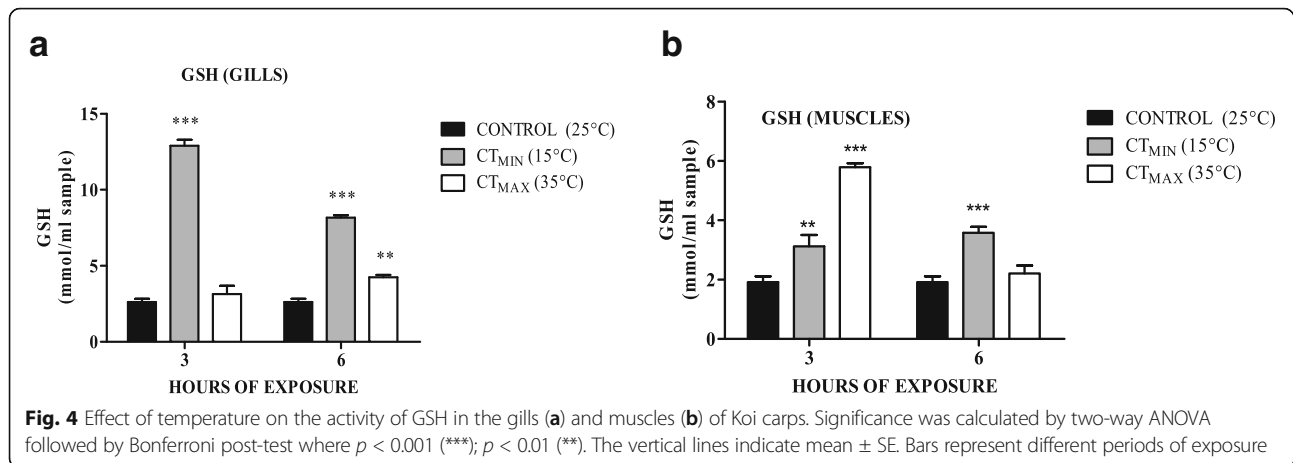 a
GSH (GILLS)
GSH
(mmol/ml sample)
15
10
5
0
***
***
**
3
6
HOURS OF EXPOSURE
CONTROL (25°C)
CTMIN (15°C)
CTMAX (35°C)
b
GSH (MUSCLES)
GSH
(mmol/ml sample)
8
6
4
2
0
**
***
***
3
6
HOURS OF EXPOSURE
CONTROL (25°C)
CTMIN (15°C)
CTMAX (35°C)
Fig. 4 Effect of temperature on the activity of GSH in the gills (a) and muscles (b) of Koi carps. Significance was calculated by two-way ANOVA
followed by Bonferroni post-test where p < 0.001 (***); p < 0.01 (**). The vertical lines indicate mean ± SE. Bars represent different periods of exposure